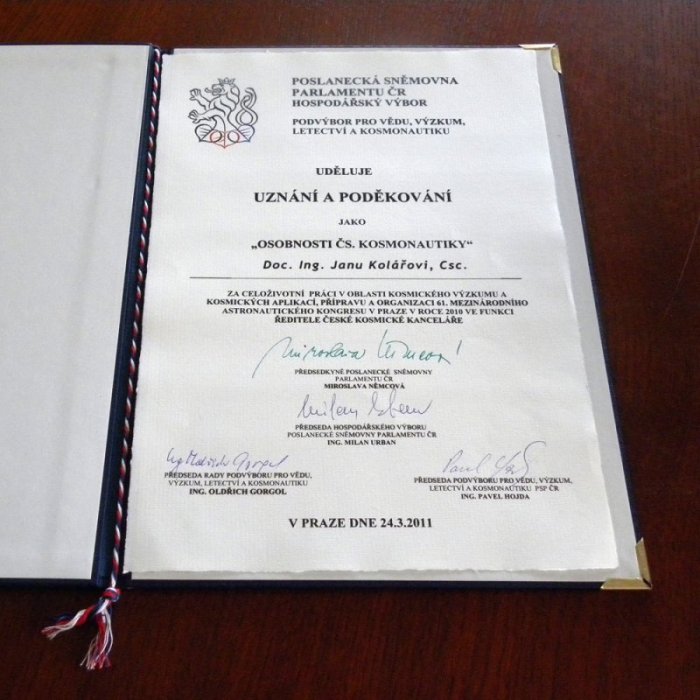 POSLANECKÁ SNĚMOVNA
PARLAMENTU ČR
HOSPODÁŘSKÝ VÝBOR
PODVÝBOR PRO VĚDU, VÝZKUM,
LETECTVÍ A KOSMONAUTIKU
UDĚLUJE
UZNÁNÍ A PODĚKOVÁNÍ
JAKO
„OSOBNOSTI ČS. KOSMONAUTIKY“
Doc. Ing. Janu Kolářovi, Csc.
ZA CELOŽIVOTNÍ PRÁCI V OBLASTI KOSMICKÉHO VÝZKUMU A
KOSMICKÝCH APLIKACÍ, PŘÍPRAVU A ORGANIZACI 61. MEZINÁRODNÍHO
ASTRONAUTICKÉHO KONGRESU V PRAZE V ROCE 2010 VE FUNKCI
ŘEDITELE ČESKÉ KOSMICKÉ KANCELÁŘE
Miroslava Němcová
PŘEDSEDKYNĚ POSLANECKÉ SNĚMOVNY
PARLAMENTU ČR
MIROSLAVA NĚMCOVÁ
Milan Urban
PŘEDSEDA HOSPODÁŘSKÉHO VÝBORU
POSLANECKÉ SNĚMOVNY PARLAMENTU ČR
ING. MILAN URBAN
PŘEDSEDA RADY PODVÝBORU PRO VĚDU,
VÝZKUM, LETECTVÍ A KOSMONAUTIKU
ING. OLDŘICH GORGOL
PŘEDSEDA PODVÝBORU PRO VĚDU, VÝZKUM,
LETECTVÍ A KOSMONAUTIKU PSP ČR
ING. PAVEL HOJDA
V PRAZE DNE 24.3.2011